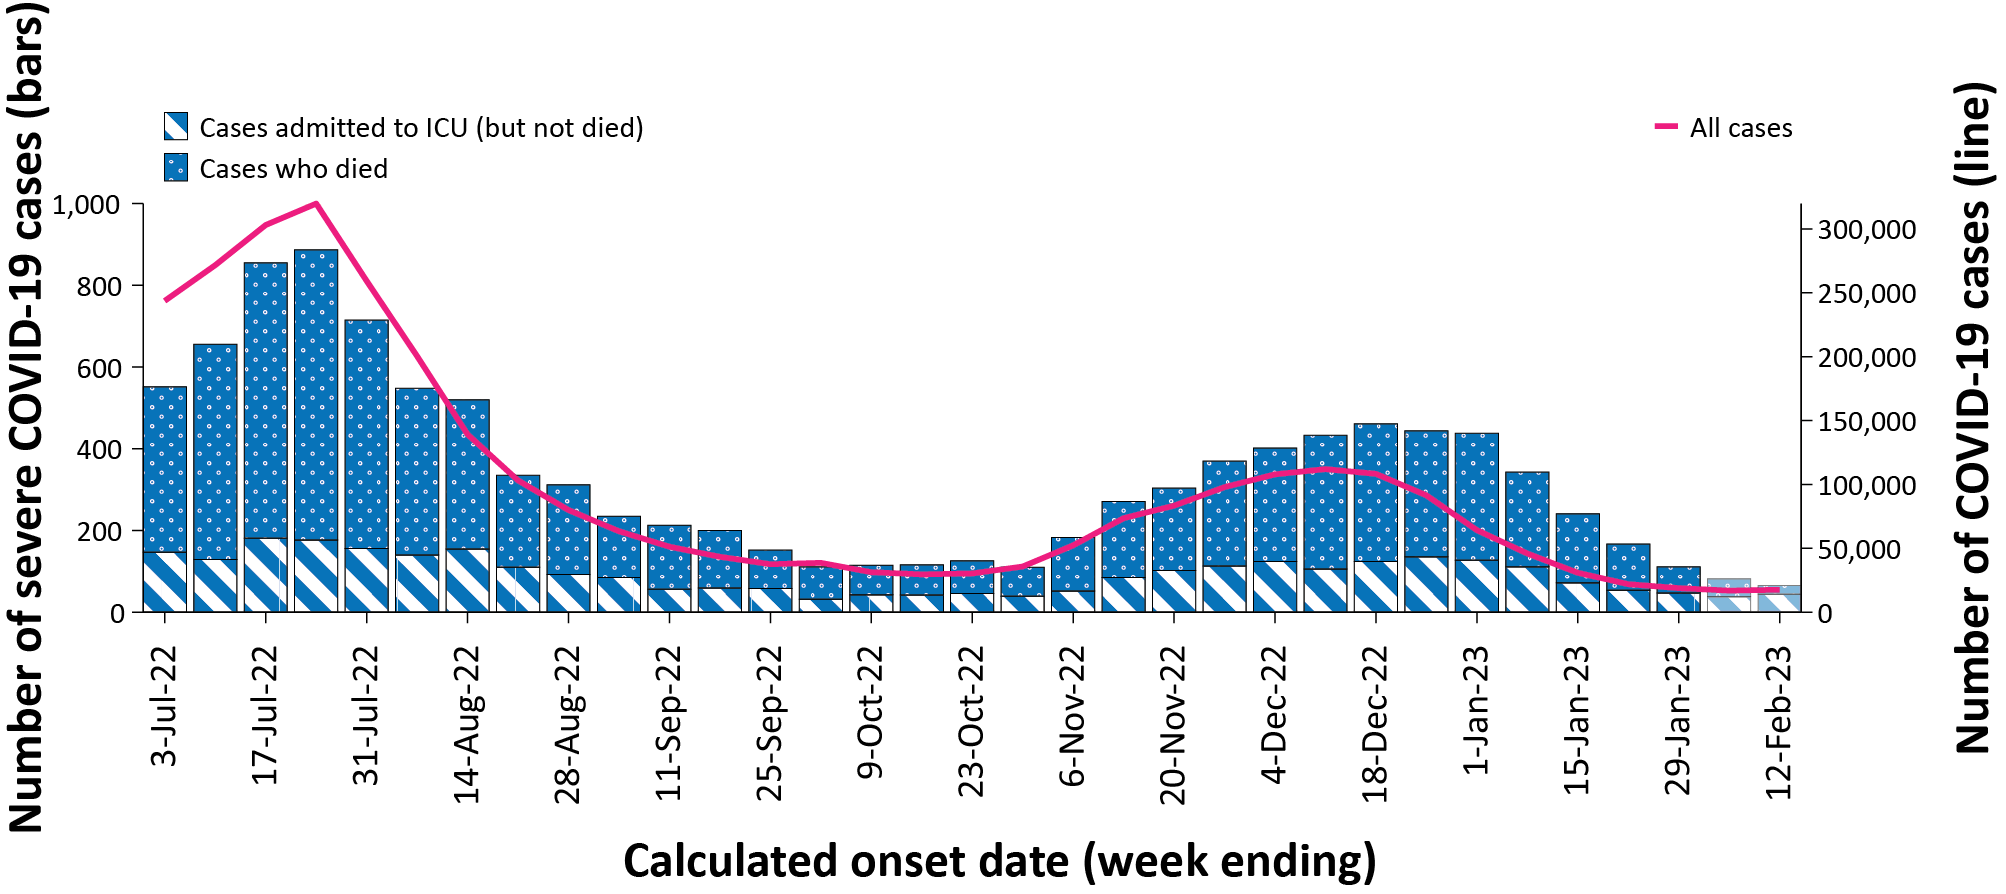 Number of severe COVID-19 cases (bars)
Cases admitted to ICU (but not died)
Cases who died
All cases
1,000
800
600
400
200
0
300,000
250,000
200,000
150,000
100,000
50,000
0
Number of COVID-19 cases (line)
3-Jul-22
17-Jul-22
31-Jul-22
14-Aug-22
28-Aug-22
11-Sep-22
25-Sep-22
9-Oct-22
23-Oct-22
6-Nov-22
20-Nov-22
4-Dec-22
18-Dec-22
1-Jan-23
15-Jan-23
29-Jan-23
12-Feb-23
Calculated onset date (week ending)